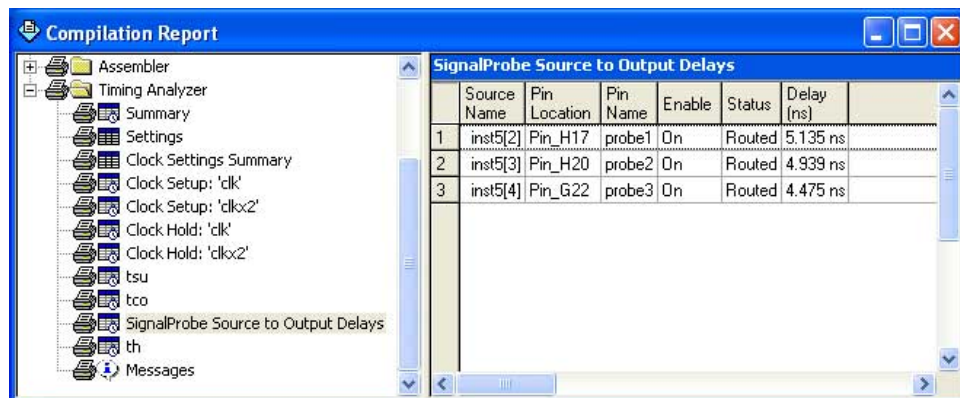 Compilation Report
Assembler
Timing Analyzer
Summary
Settings
Clock Settings Summary
Clock Setup: 'clk'
Clock Setup: 'clkx2'
Clock Hold: 'clk'
Clock Hold: 'clkx2'
tsu
tco
SignalProbe Source to Output Delays
th
Messages
SignalProbe Source to Output Delays
Source Name Pin Location Pin Name Enable Status Delay (ns)
1 inst5[2] Pin_H17 probe1 On Routed 5.135 ns
2 inst5[3] Pin_H20 probe2 On Routed 4.939 ns
3 inst5[4] Pin_G22 probe3 On Routed 4.475 ns